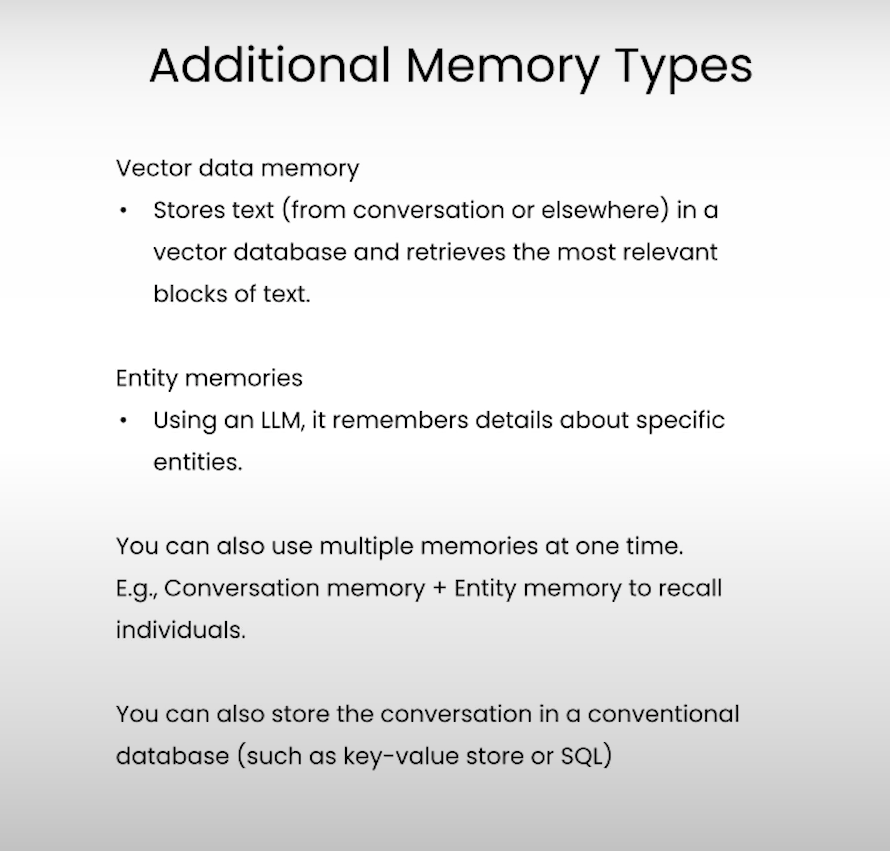 Additional Memory Types
Vector data memory
• Stores text (from conversation or elsewhere) in a
vector database and retrieves the most relevant
blocks of text.
Entity memories
• Using an LLM, it remembers details about specific
entities.
You can also use multiple memories at one time.
E.g., Conversation memory + Entity memory to recall
individuals.
You can also store the conversation in a conventional
database (such as key-value store or SQL)